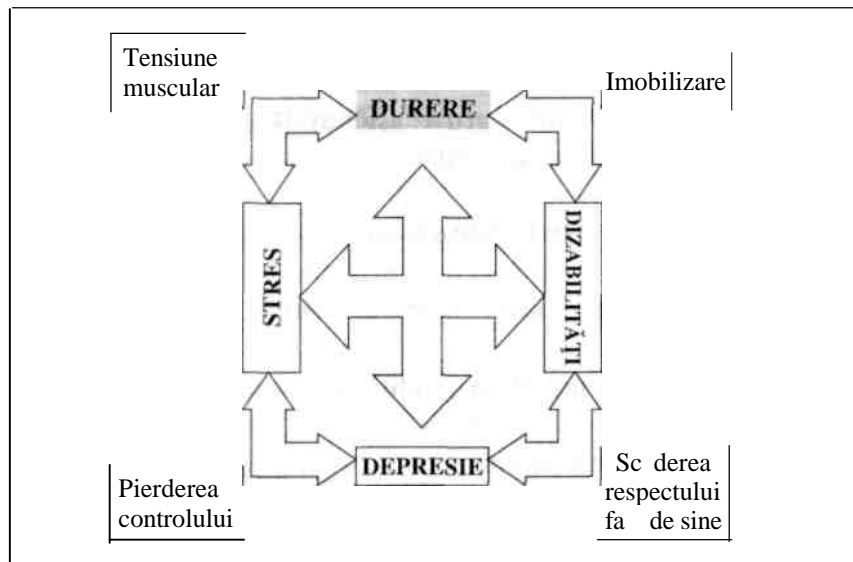 Tensiune
muscular
DURERE
Imobilizare
STRES
DIZABILITĂŢI
DEPRESIE
Pierderea
controlului
Sc derea
respectului
fa de sine